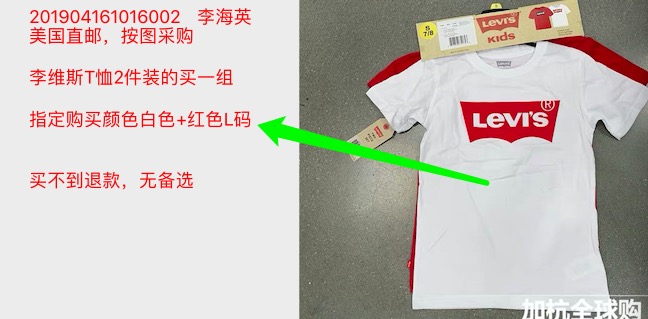 201904161016002 李海英
美国直邮，按图采购
李维斯T恤2件装的买一组
指定购买颜色白色+红色L码
买不到退款，无备选
S
7/8
Levi's
KIDS
LEVI'S®
加杭全球购